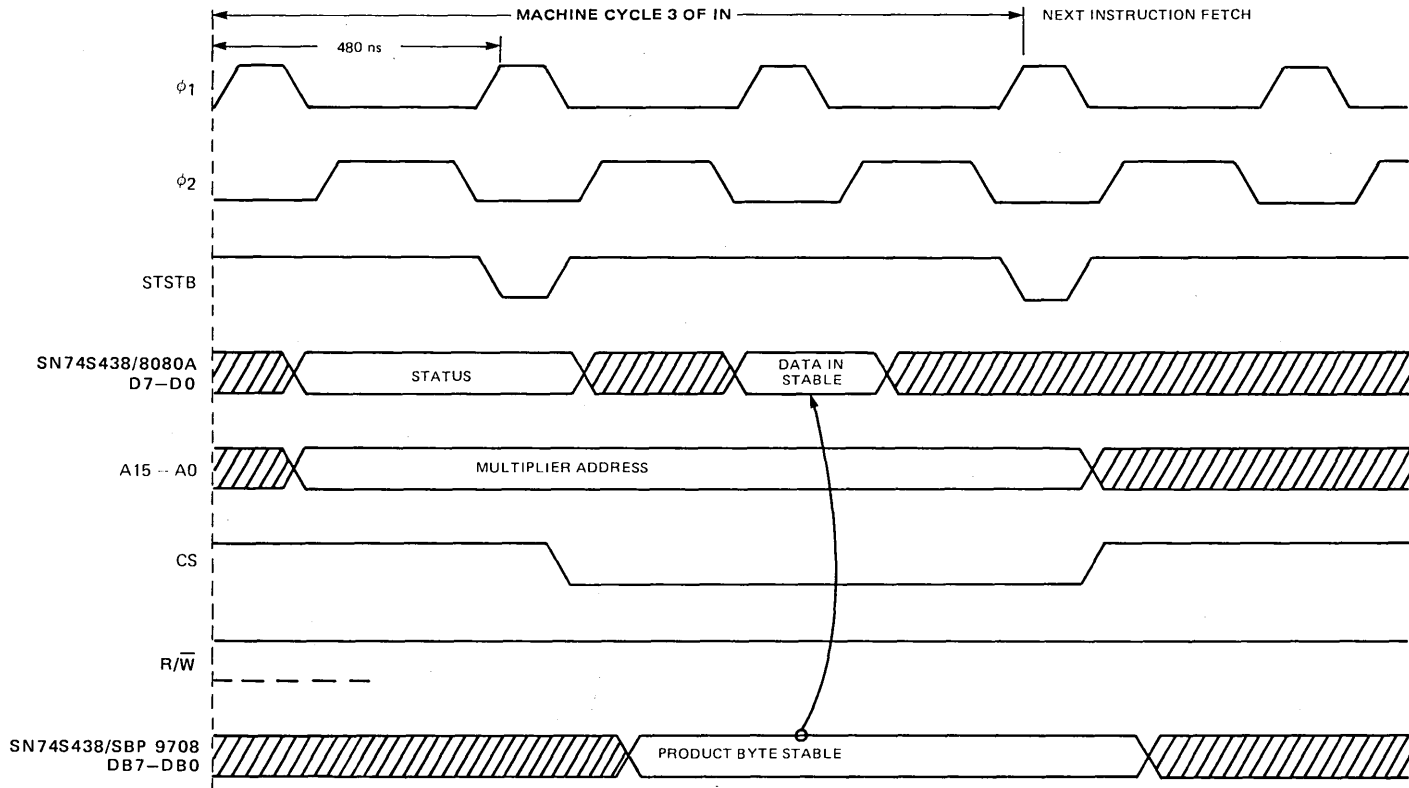 MACHINE CYCLE 3 OF IN
NEXT INSTRUCTION FETCH
480 ns
ϕ1
ϕ2
STSTB
SN74S438/8080A
D7–D0
STATUS
DATA IN
STABLE
A15 – A0
MULTIPLIER ADDRESS
CS
R/W̅
SN74S438/SBP 9708
DB7–DB0
PRODUCT BYTE STABLE